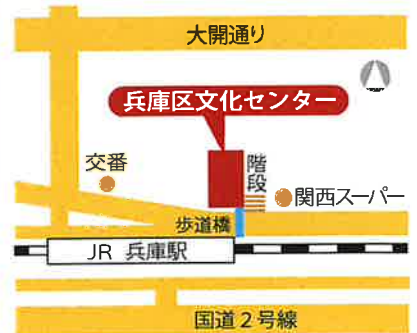 大開通り
兵庫区文化センター
交番
階段
関西スーパー
歩道橋
JR 兵庫駅
国道2号線